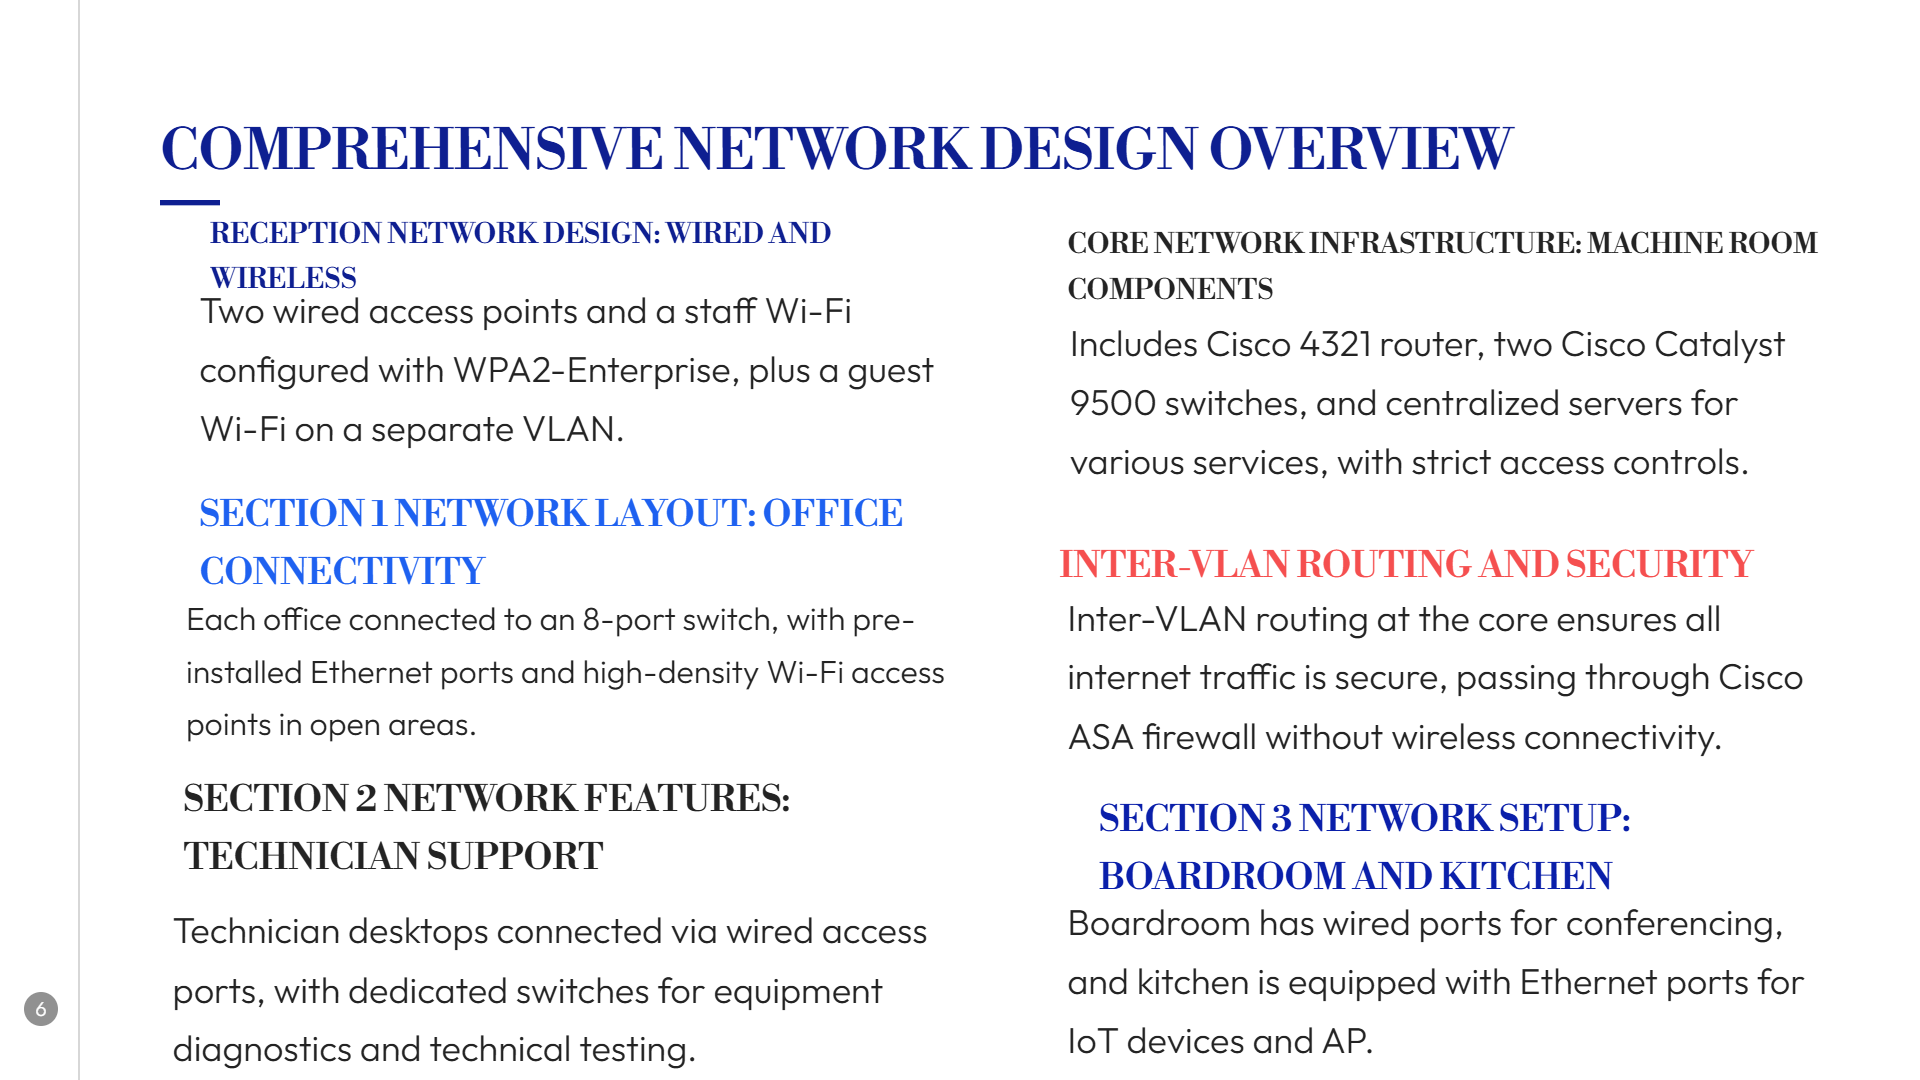 COMPREHENSIVE NETWORK DESIGN OVERVIEW
RECEPTION NETWORK DESIGN: WIRED AND
WIRELESS
Two wired access points and a staff Wi-Fi
configured with WPA2-Enterprise, plus a guest
Wi-Fi on a separate VLAN.
SECTION 1 NETWORK LAYOUT: OFFICE
CONNECTIVITY
Each office connected to an 8-port switch, with pre-
installed Ethernet ports and high-density Wi-Fi access
points in open areas.
SECTION 2 NETWORK FEATURES:
TECHNICIAN SUPPORT
Technician desktops connected via wired access
ports, with dedicated switches for equipment
diagnostics and technical testing.
CORE NETWORK INFRASTRUCTURE: MACHINE ROOM
COMPONENTS
Includes Cisco 4321 router, two Cisco Catalyst
9500 switches, and centralized servers for
various services, with strict access controls.
INTER-VLAN ROUTING AND SECURITY
Inter-VLAN routing at the core ensures all
internet traffic is secure, passing through Cisco
ASA firewall without wireless connectivity.
SECTION 3 NETWORK SETUP:
BOARDROOM AND KITCHEN
Boardroom has wired ports for conferencing,
and kitchen is equipped with Ethernet ports for
IoT devices and AP.
6